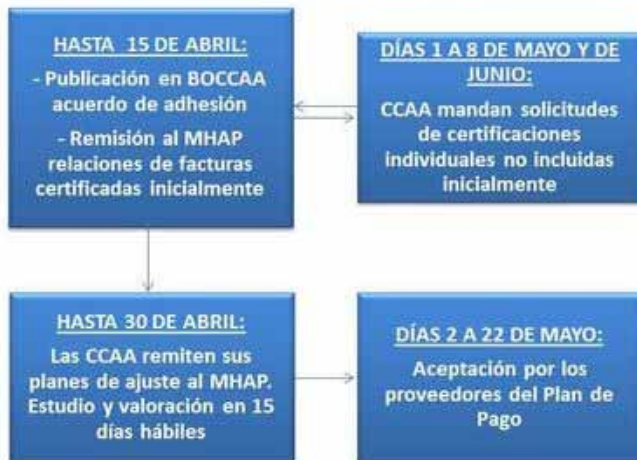 HASTA 15 DE ABRIL:
- Publicación en BOCCAA
acuerdo de adhesión
- Remisión al MHAP
relaciones de facturas
certificadas inicialmente
DÍAS 1 A 8 DE MAYO Y DE
JUNIO:
CCAA mandan solicitudes
de certificaciones
individuales no incluidas
inicialmente
HASTA 30 DE ABRIL:
Las CCAA remiten sus
planes de ajuste al MHAP.
Estudio y valoración en 15
días hábiles
DÍAS 2 A 22 DE MAYO:
Aceptación por los
proveedores del Plan de
Pago